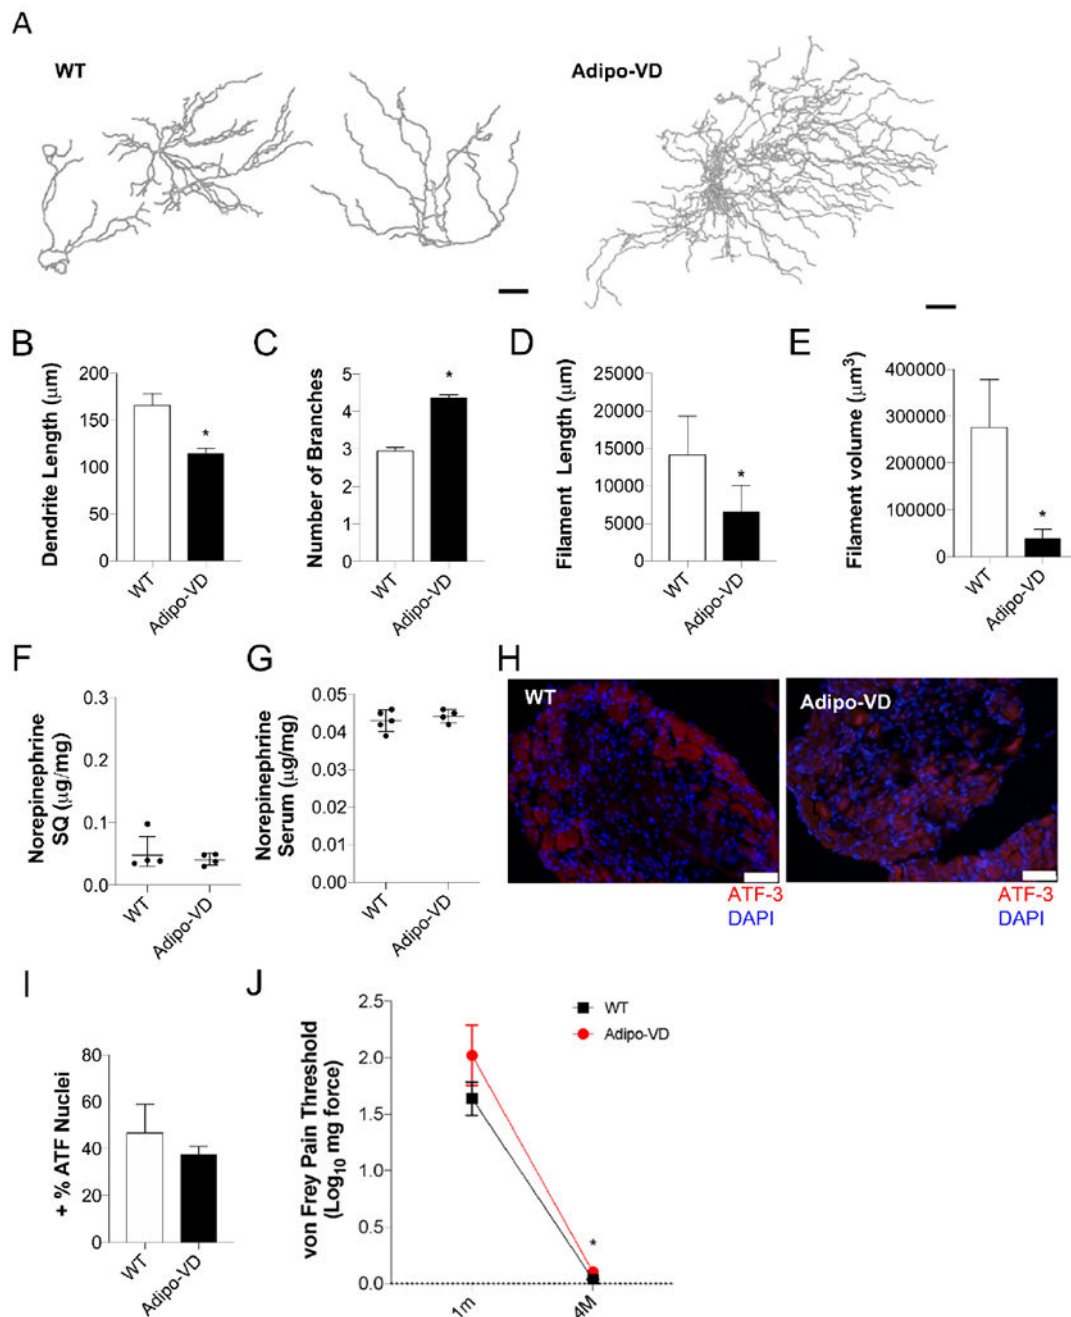 A
WT
Adipo-VD
B
Dendrite Length (μm)
200
150
100
50
0
*
WT
Adipo-VD
C
Number of Branches
5
4
3
2
1
0
*
WT
Adipo-VD
D
Filament Length (μm)
25000
20000
15000
10000
5000
0
*
WT
Adipo-VD
E
Filament volume (μm³)
400000
300000
200000
100000
0
*
WT
Adipo-VD
F
Norepinephrine
SQ (μg/mg)
0.3
0.2
0.1
0.0
WT
Adipo-VD
G
Norepinephrine
Serum (μg/mg)
0.05
0.04
0.03
0.02
0.01
0.00
WT
Adipo-VD
H
WT
ATF-3
DAPI
Adipo-VD
ATF-3
DAPI
I
+ % ATF Nuclei
80
60
40
20
0
WT
Adipo-VD
J
von Frey Pain Threshold
(Log₁₀ mg force)
2.5
2.0
1.5
1.0
0.5
0.0
WT
Adipo-VD
*
1m
4M